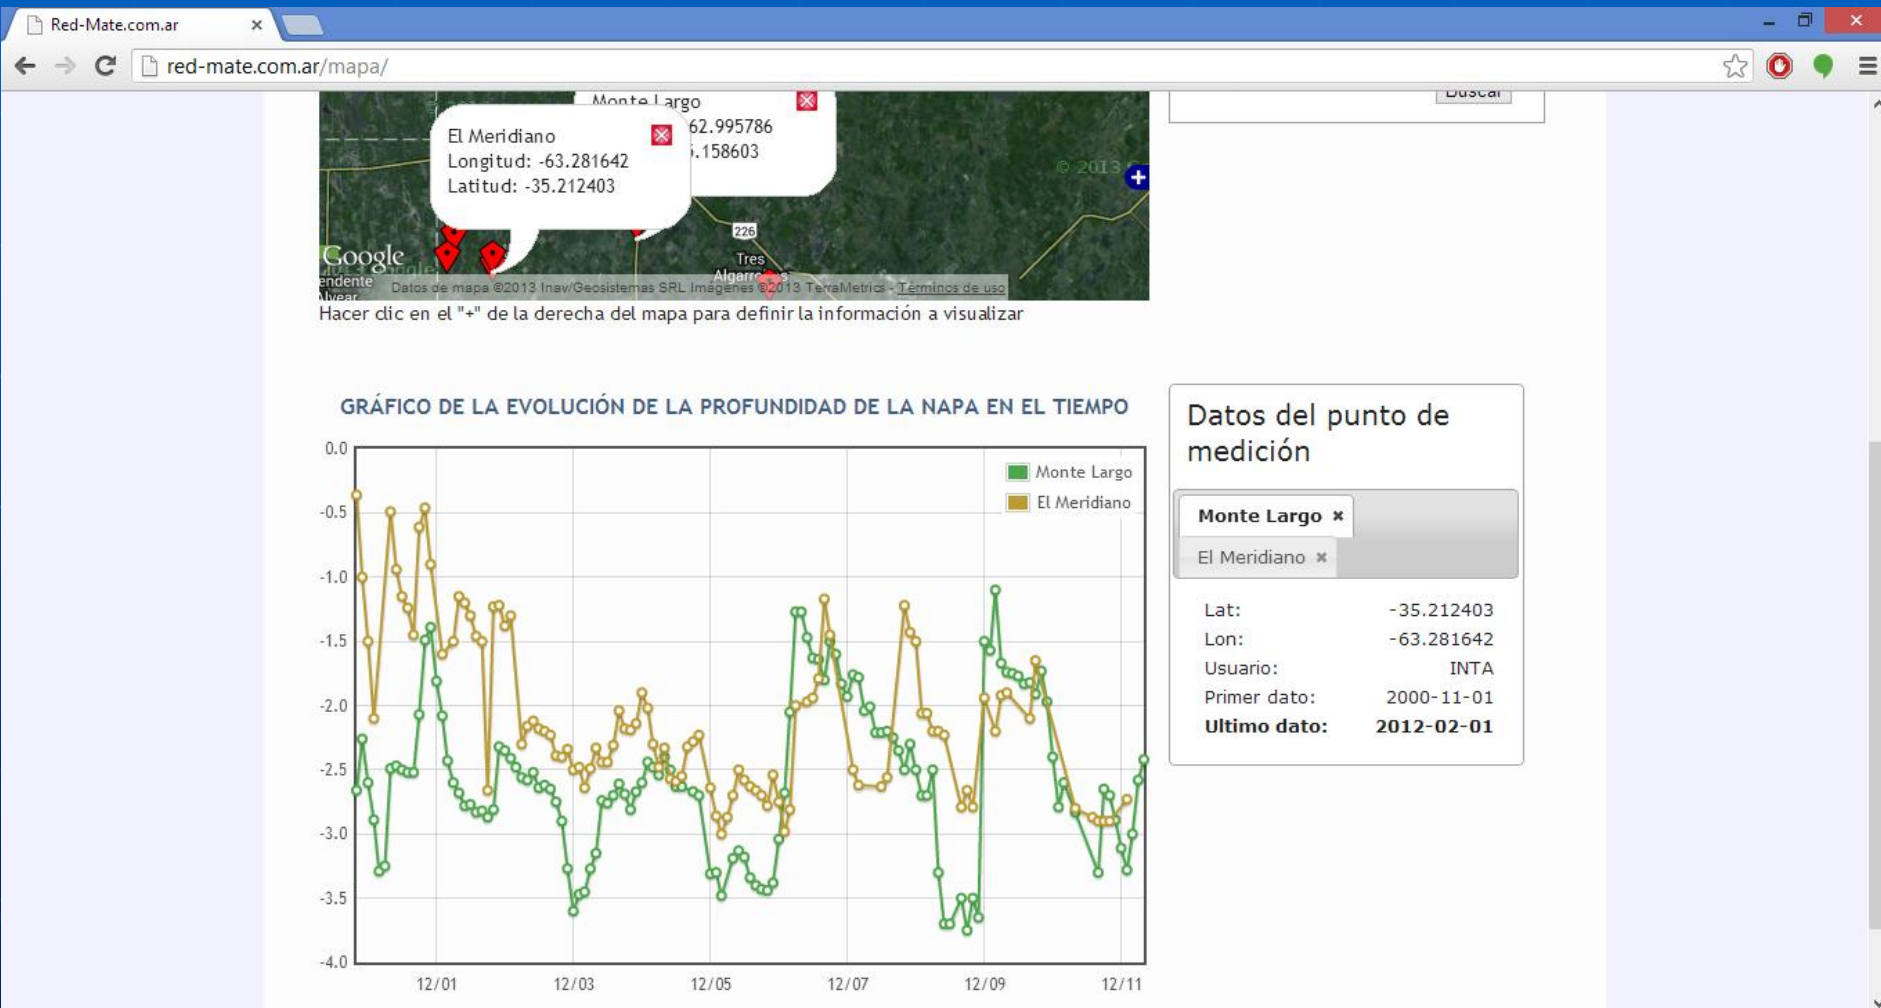 Red-Mate.com.ar
red-mate.com.ar/mapa/
Monte Largo
62.995786
.158603
El Meridiano
Longitud: -63.281642
Latitud: -35.212403
© 2013
226
Tres
Google
endente
Alvear
Datos de mapa ©2013 Inav/Geosistemas SRL Imágenes ©2013 TerraMetrics - Términos de uso
Buscar
Hacer clic en el "+" de la derecha del mapa para definir la información a visualizar
GRÁFICO DE LA EVOLUCIÓN DE LA PROFUNDIDAD DE LA NAPA EN EL TIEMPO
0.0
-0.5
-1.0
-1.5
-2.0
-2.5
-3.0
-3.5
-4.0
Monte Largo
El Meridiano
12/01 12/03 12/05 12/07 12/09 12/11
Datos del punto de
medición
Monte Largo
El Meridiano
Lat: -35.212403
Lon: -63.281642
Usuario: INTA
Primer dato: 2000-11-01
Ultimo dato: 2012-02-01